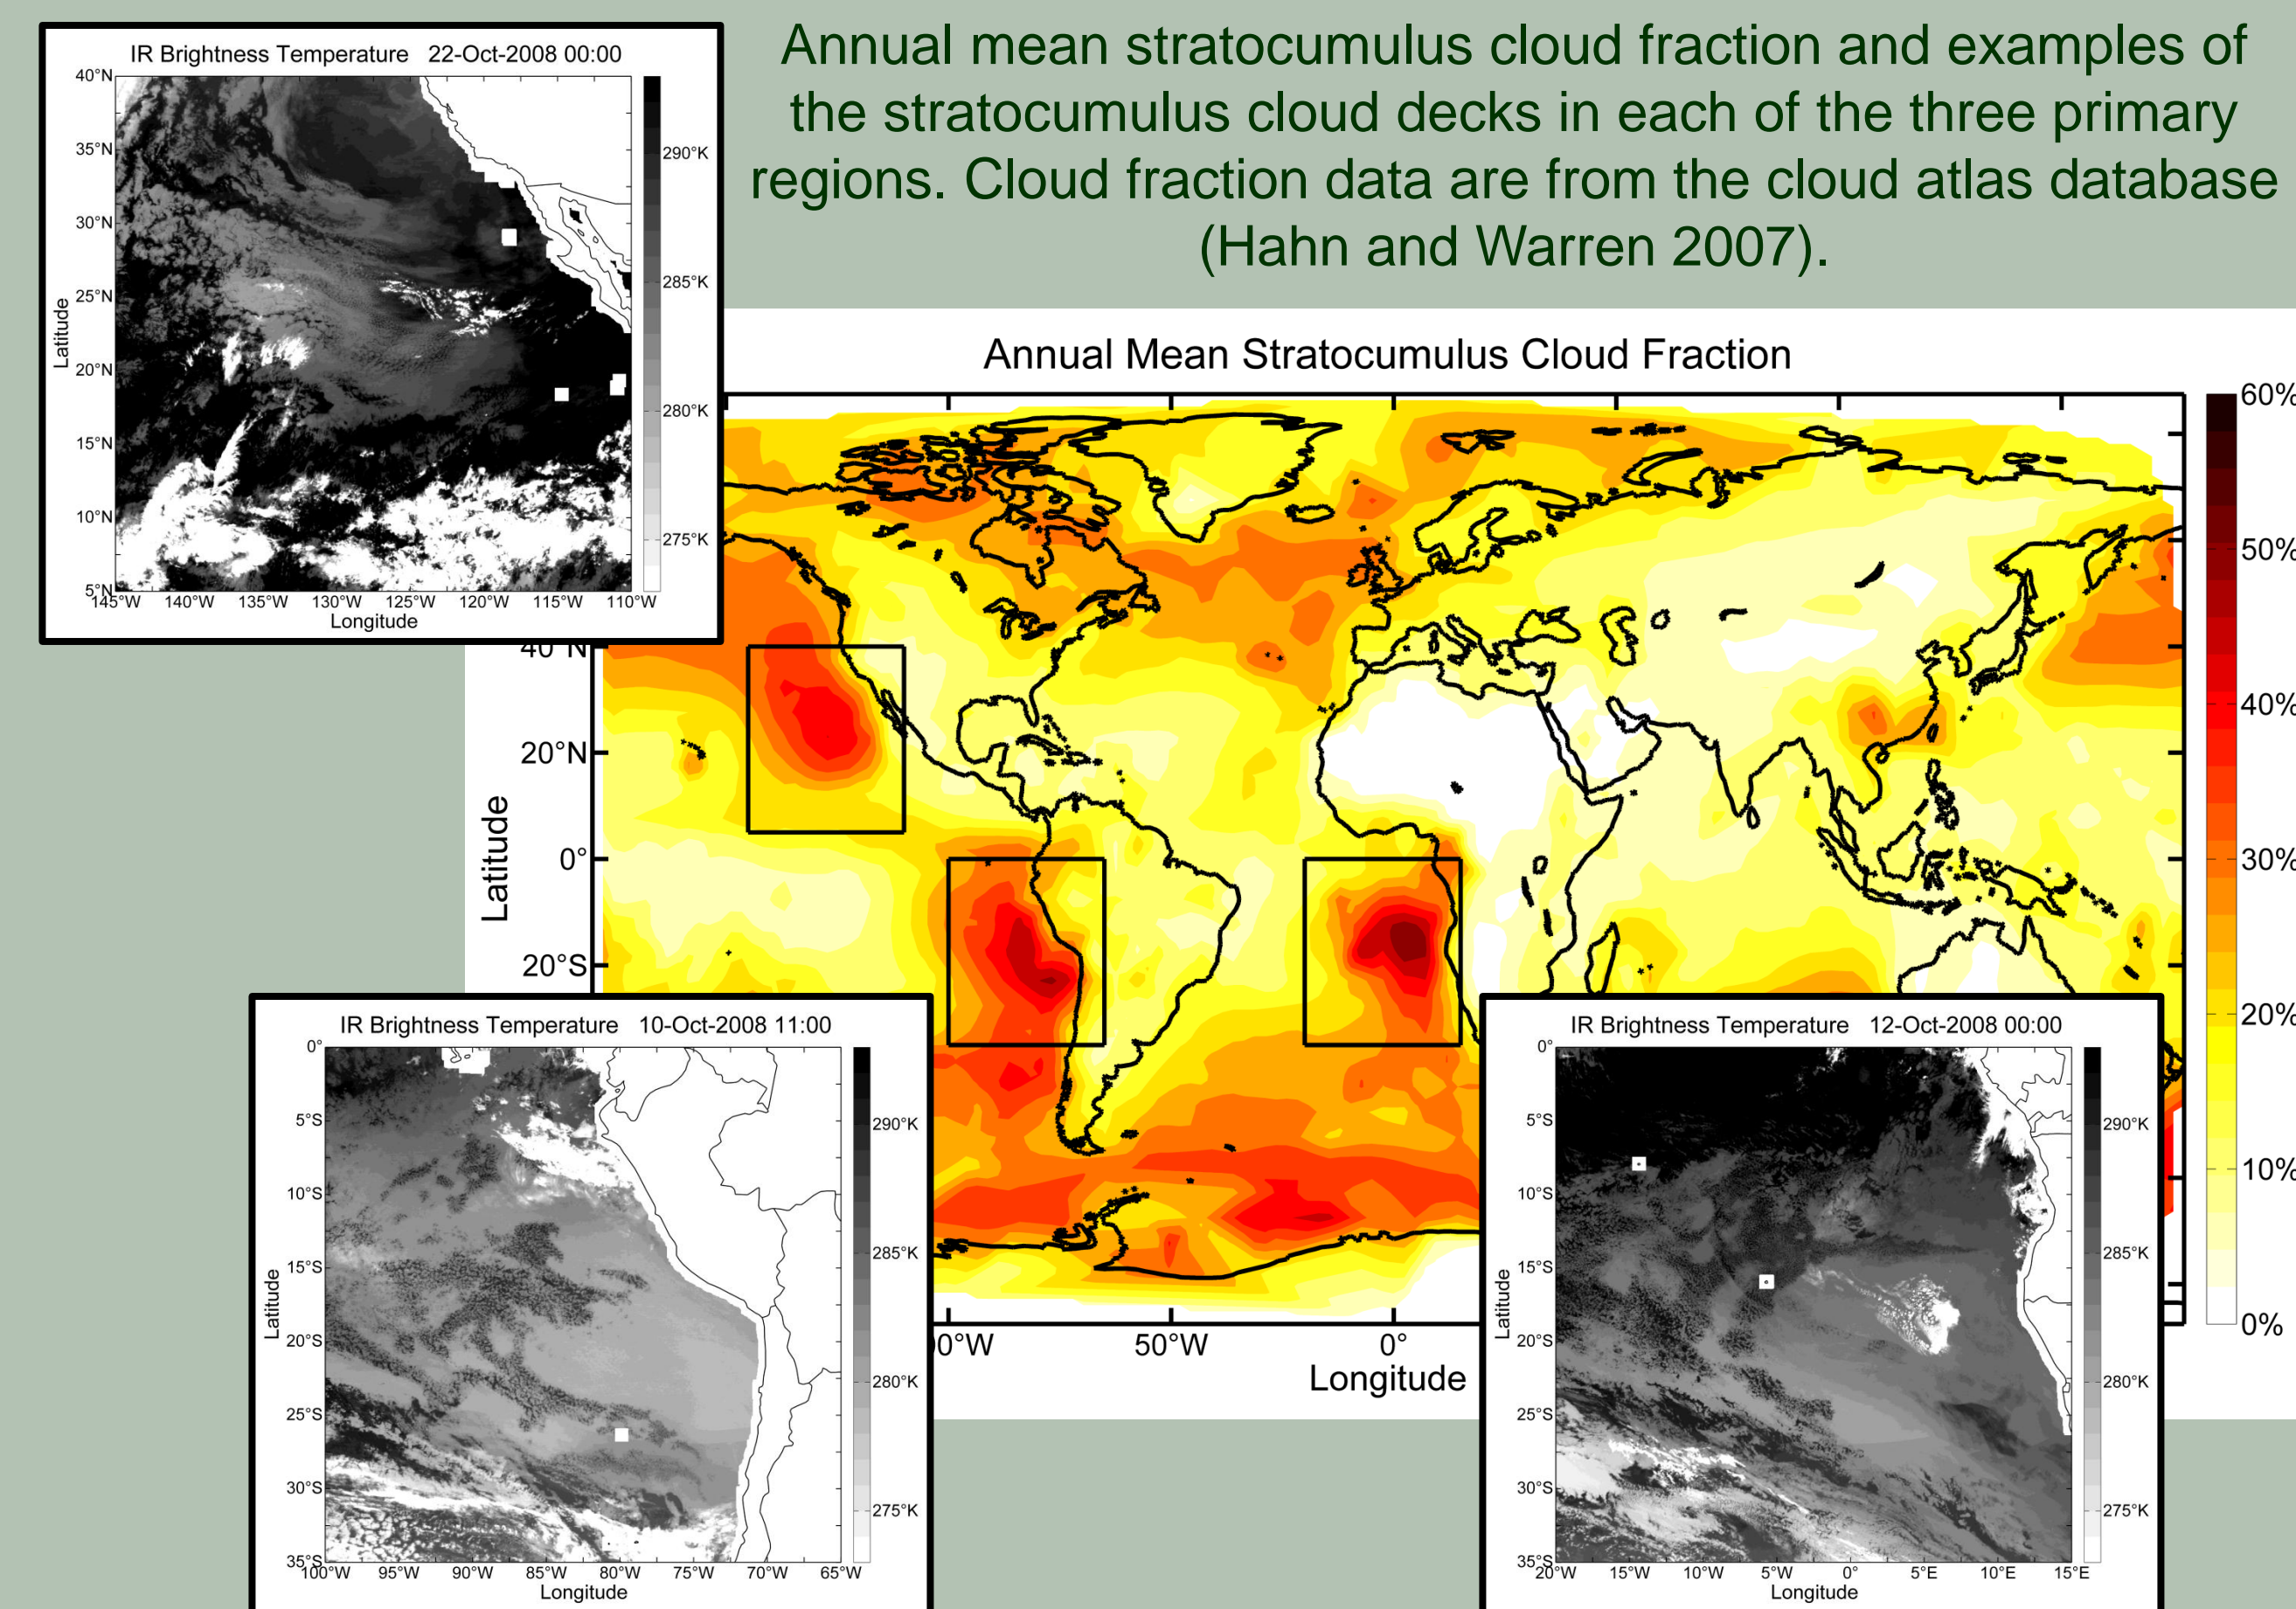 Annual mean stratocumulus cloud fraction and examples of
the stratocumulus cloud decks in each of the three primary
regions. Cloud fraction data are from the cloud atlas database
(Hahn and Warren 2007).
IR Brightness Temperature 22-Oct-2008 00:00
40°N
35°N
30°N
25°N
20°N
15°N
10°N
5°N
Latitude
145°W 140°W 135°W 130°W 125°W 120°W 115°W 110°W
Longitude
290°K
285°K
280°K
275°K
Annual Mean Stratocumulus Cloud Fraction
40°N
20°N
0°
20°S
Latitude
50°W 0°
Longitude
60%
50%
40%
30%
20%
10%
0%
IR Brightness Temperature 10-Oct-2008 11:00
0°
5°S
10°S
15°S
20°S
25°S
30°S
35°S
Latitude
100°W 95°W 90°W 85°W 80°W 75°W 70°W 65°W
Longitude
290°K
285°K
280°K
275°K
IR Brightness Temperature 12-Oct-2008 00:00
0°
5°S
10°S
15°S
20°S
25°S
30°S
35°S
Latitude
20°W 15°W 10°W 5°W 0° 5°E 10°E 15°E
Longitude
290°K
285°K
280°K
275°K